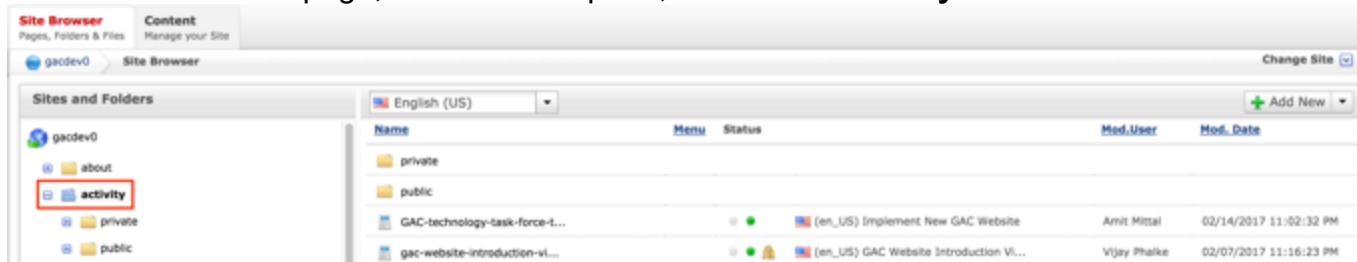 Site Browser
Pages, Folders & Files
Content
Manage your Site
gacdev0
Site Browser
Change Site
Sites and Folders
English (US)
Add New
gacdev0
about
activity
private
public
Name Menu Status Mod.User Mod. Date
private
public
GAC-technology-task-force-t... (en_US) Implement New GAC Website Amit Mittal 02/14/2017 11:02:32 PM
gac-website-introduction-vi... (en_US) GAC Website Introduction Vi... Vijay Phalke 02/07/2017 11:16:23 PM